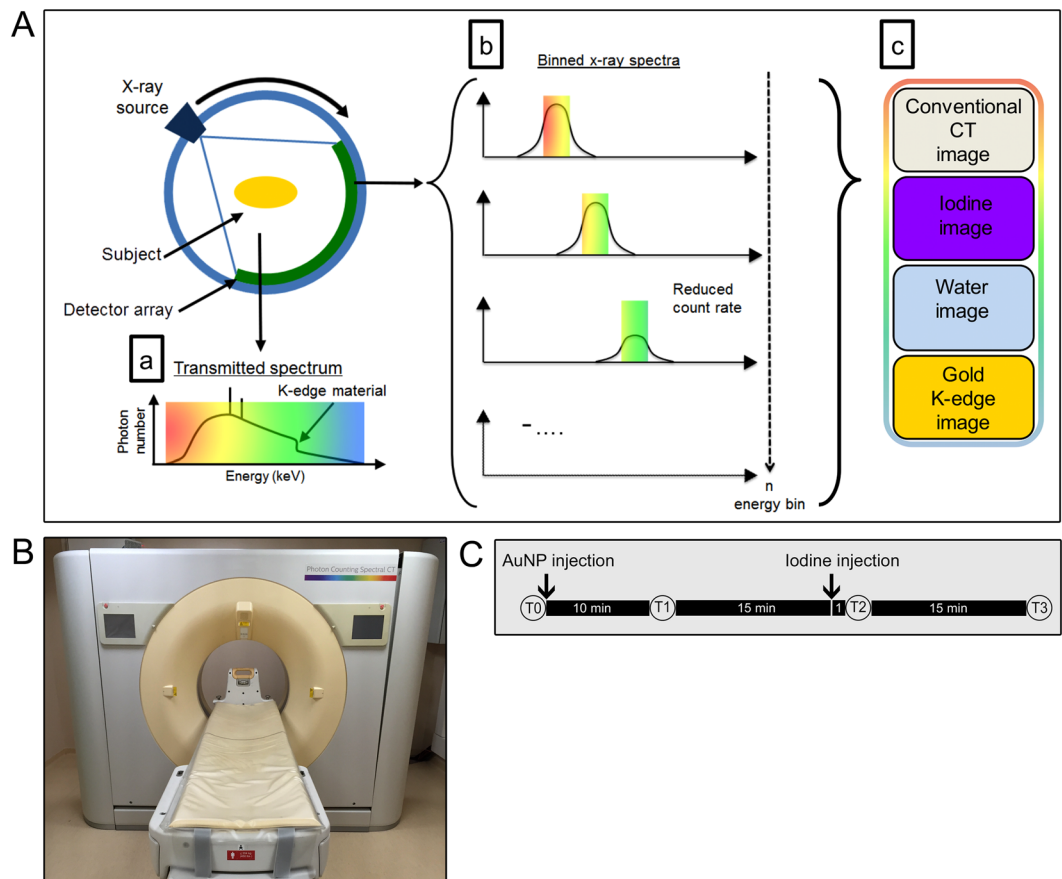 A
a
b
c
X-ray
source
Subject
Detector array
Transmitted spectrum
K-edge material
Photon
number
Energy (keV)
Binned x-ray spectra
Reduced
count rate
n
energy bin
Conventional
CT
image
Iodine
image
Water
image
Gold
K-edge
image
B
Photon Counting Spectral CT
C
AuNP injection
Iodine injection
T0
10 min
T1
15 min
1
T2
15 min
T3